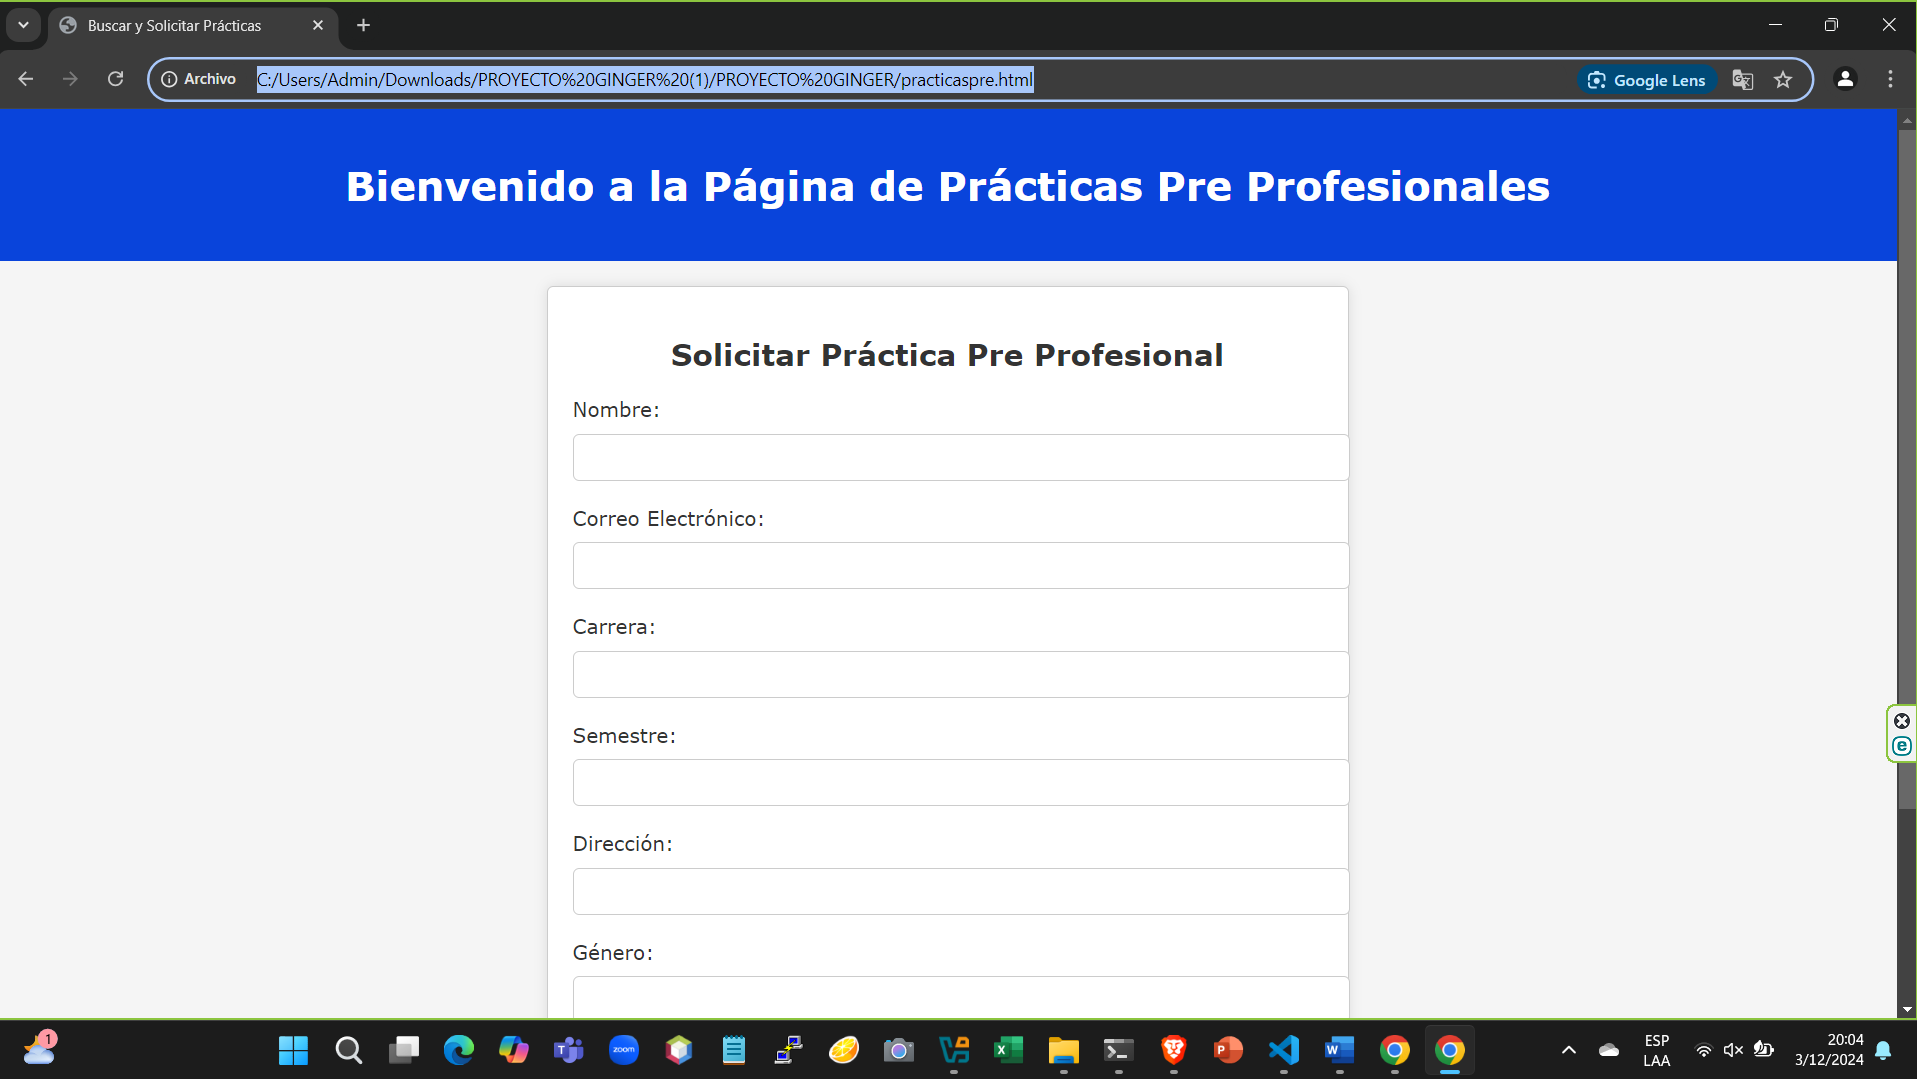 Buscar y Solicitar Prácticas
Archivo C:/Users/Admin/Downloads/PROYECTO%20GINGER%20(1)/PROYECTO%20GINGER/practicaspre.html Google Lens
Bienvenido a la Página de Prácticas Pre Profesionales
Solicitar Práctica Pre Profesional
Nombre:
Correo Electrónico:
Carrera:
Semestre:
Dirección:
Género:
1
zoom
ESP
LAA
20:04
3/12/2024